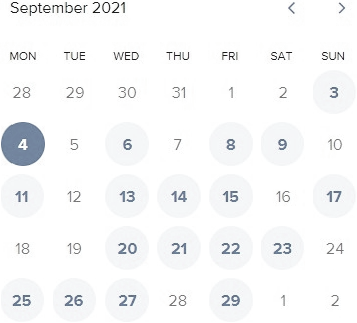 September 2021
MON TUE WED THU FRI SAT SUN
28 29 30 31 1 2 3
4 5 6 7 8 9 10
11 12 13 14 15 16 17
18 19 20 21 22 23 24
25 26 27 28 29 1 2